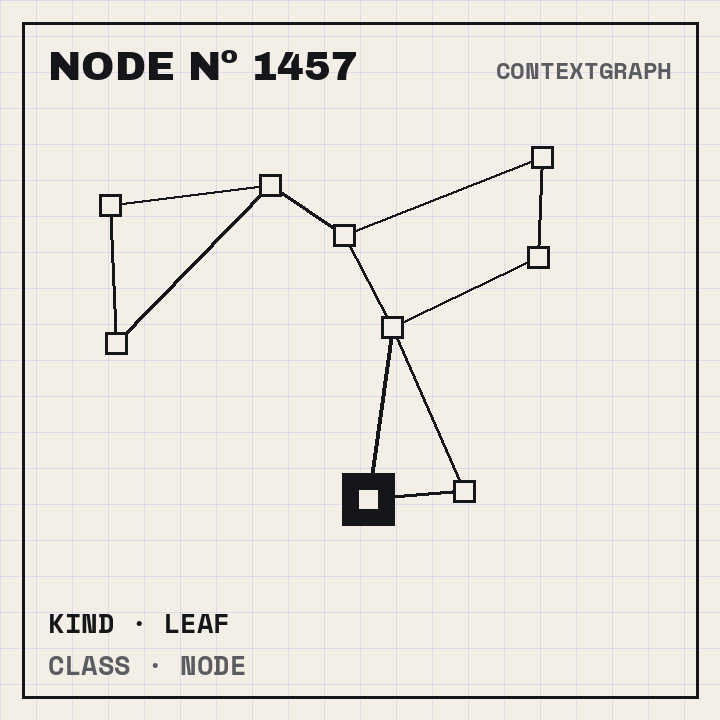 NODE Nº 1457
CONTEXTGRAPH
KIND · LEAF
CLASS · NODE